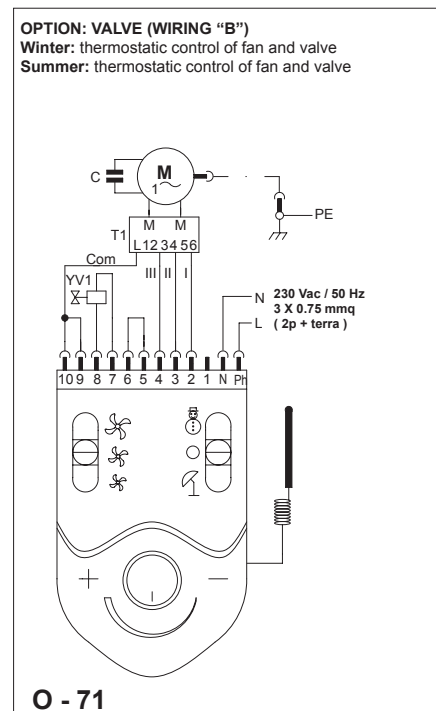 OPTION: VALVE (WIRING “B”)
Winter: thermostatic control of fan and valve
Summer: thermostatic control of fan and valve
C
M
1
M M
T1
L12 34 56
Com
III II I
YV1
PE
N 230 Vac / 50 Hz
3 X 0.75 mmq
L ( 2p + terra )
10 9 8 7 6 5 4 3 2 1 N Ph
O - 71